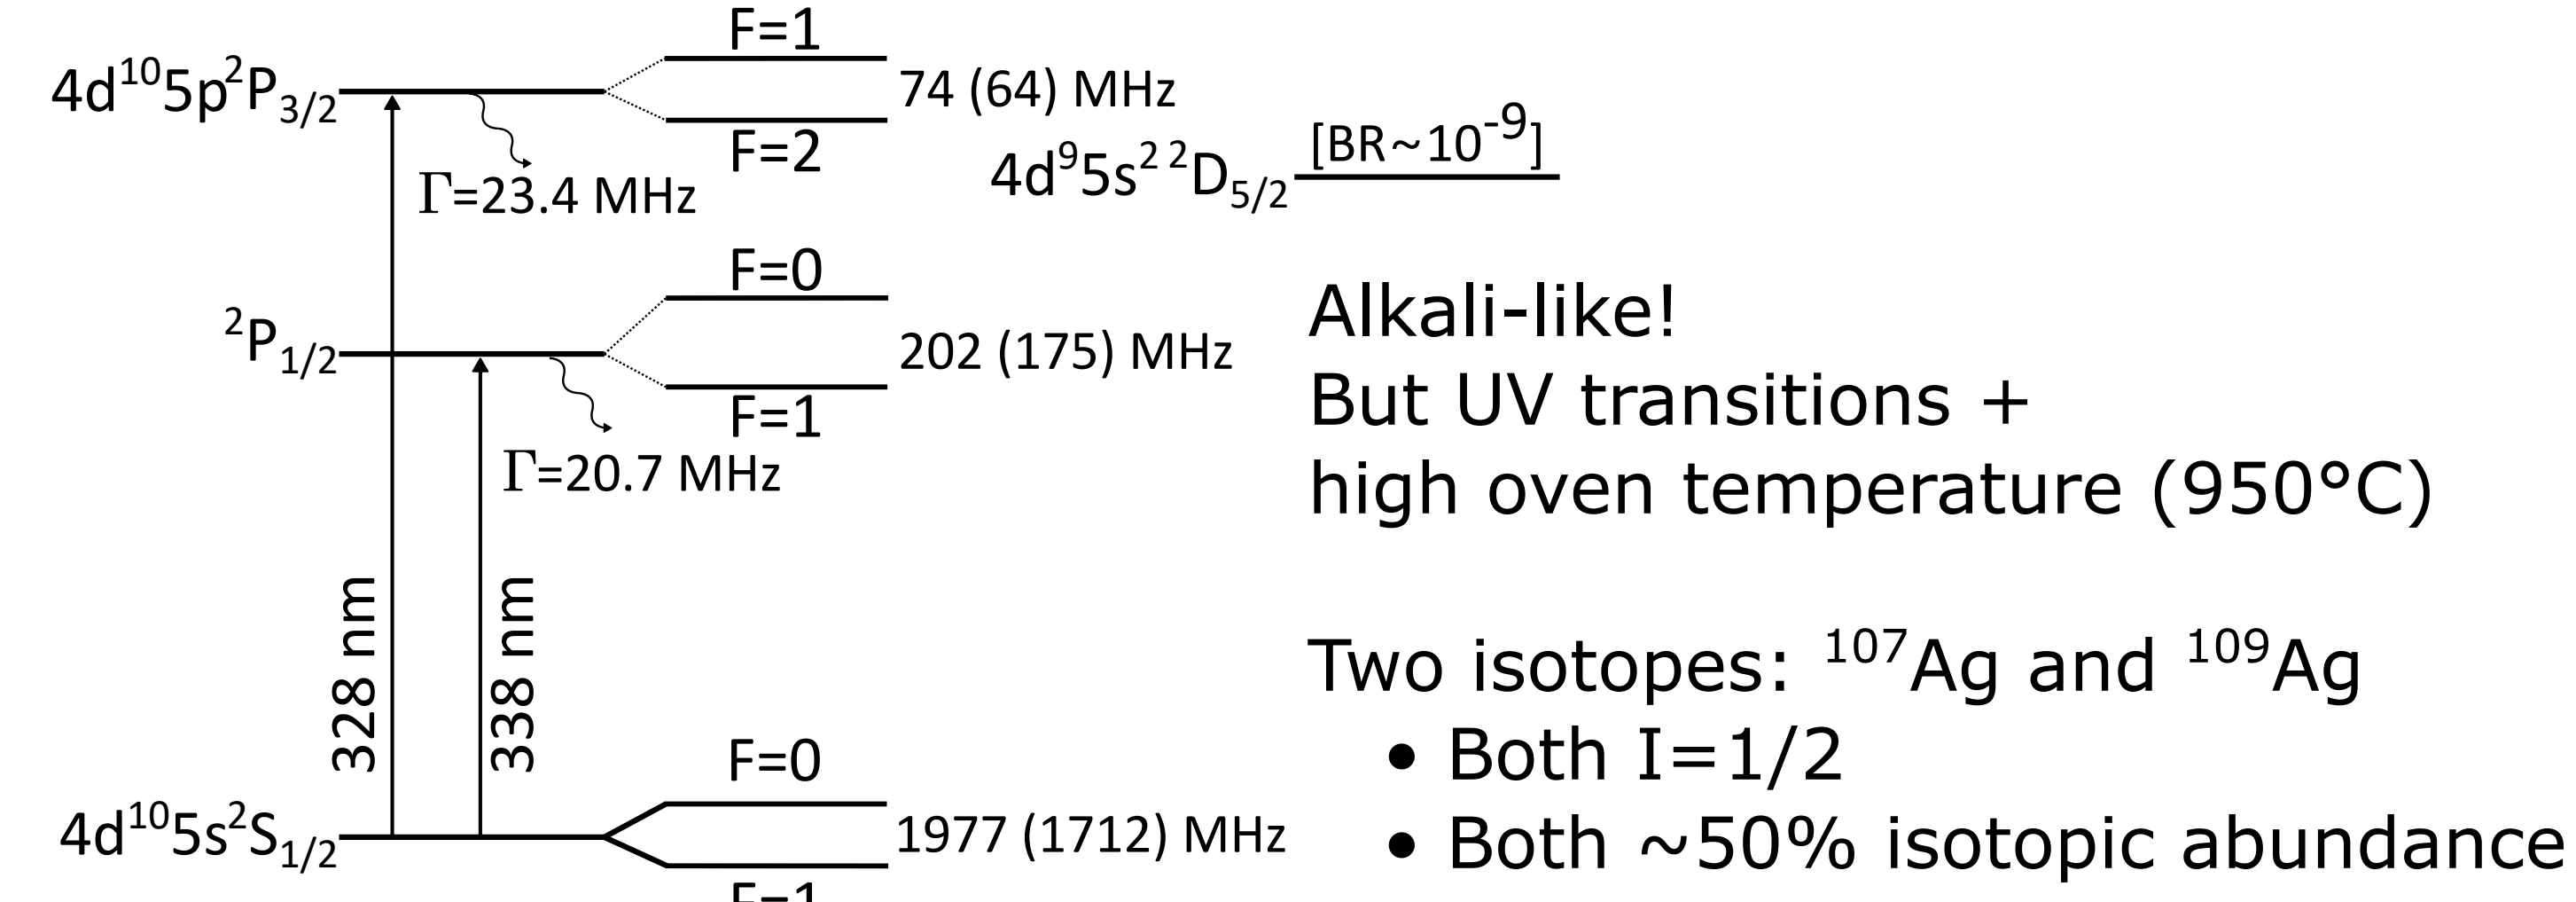 F=1
4d¹⁰5p²P₃/₂
74 (64) MHz
F=2
Γ=23.4 MHz
4d⁹5s² ²D₅/₂
[BR~10⁻⁹]
F=0
²P₁/₂
202 (175) MHz
F=1
Γ=20.7 MHz
328 nm
338 nm
F=0
4d¹⁰5s²S₁/₂
1977 (1712) MHz
F=1
Alkali-like!
But UV transitions +
high oven temperature (950°C)
Two isotopes: ¹⁰⁷Ag and ¹⁰⁹Ag
• Both I=1/2
• Both ~50% isotopic abundance